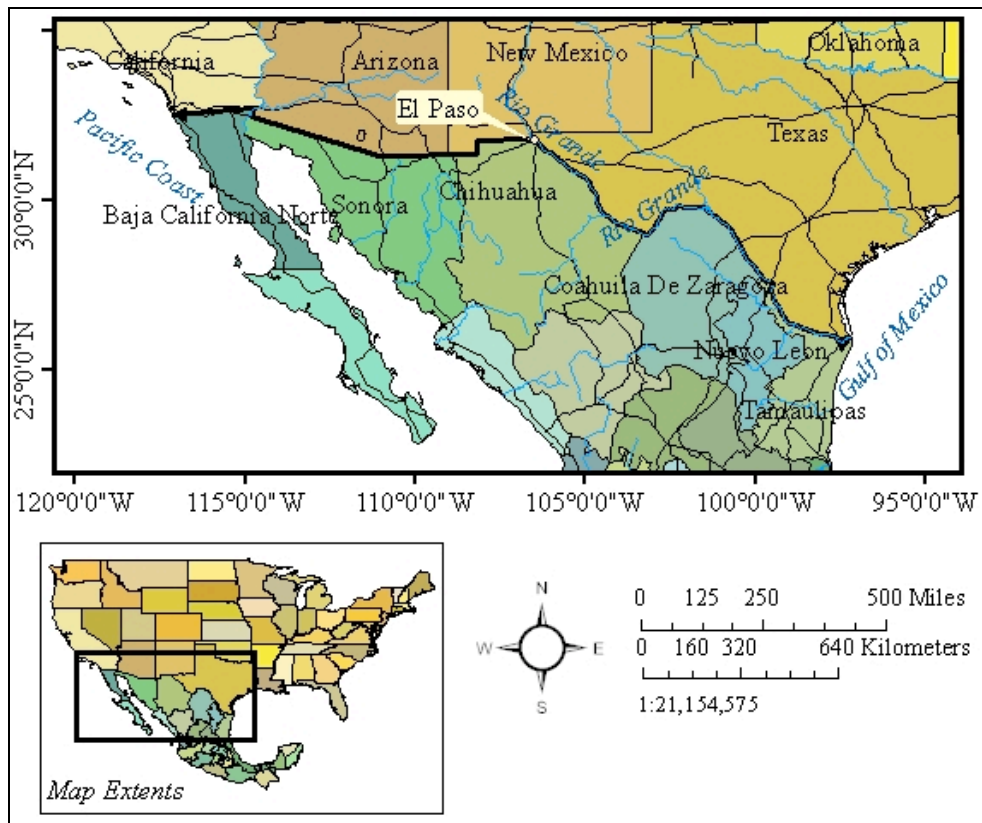 California
Arizona
New Mexico
Oklahoma
El Paso
Rio Grande
Texas
Pacific Coast
Baja California Norte
Sonora
Chihuahua
Rio Grande
Coahuila De Zaragoza
Nuevo Leon
Tamaulipas
Gulf of Mexico
30°0'0"N
25°0'0"N
120°0'0"W 115°0'0"W 110°0'0"W 105°0'0"W 100°0'0"W 95°0'0"W
Map Extents
N
W E
S
0 125 250 500 Miles
0 160 320 640 Kilometers
1:21,154,575